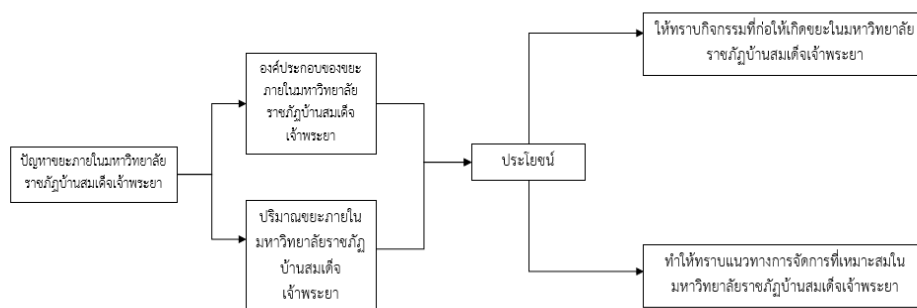 ให้ทราบกิจกรรมที่ก่อให้เกิดขยะในมหาวิทยาลัย
ราชภัฏบ้านสมเด็จเจ้าพระยา
องค์ประกอบของขยะ
ภายในมหาวิทยาลัย
ราชภัฏบ้านสมเด็จ
เจ้าพระยา
ปัญหาขยะภายในมหาวิทยาลัย
ราชภัฏบ้านสมเด็จเจ้าพระยา
ประโยชน์
ปริมาณขยะภายใน
มหาวิทยาลัยราชภัฏ
บ้านสมเด็จ
เจ้าพระยา
ทำให้ทราบแนวทางการจัดการที่เหมาะสมใน
มหาวิทยาลัยราชภัฏบ้านสมเด็จเจ้าพระยา